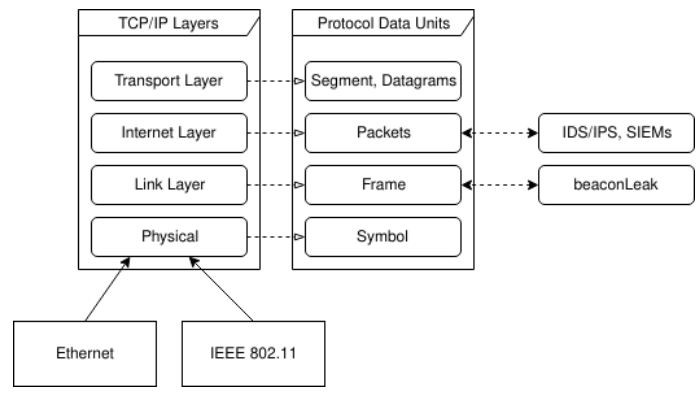 TCP/IP Layers
Protocol Data Units
Transport Layer
Segment, Datagrams
Internet Layer
Packets
IDS/IPS, SIEMs
Link Layer
Frame
beaconLeak
Physical
Symbol
Ethernet
IEEE 802.11